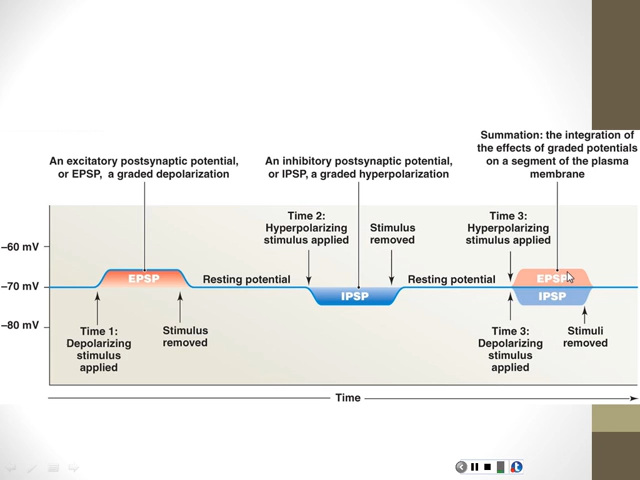 Summation: the integration of
the effects of graded potentials
on a segment of the plasma
membrane
An excitatory postsynaptic potential,
or EPSP, a graded depolarization
An inhibitory postsynaptic potential,
or IPSP, a graded hyperpolarization
Time 2:
Hyperpolarizing
stimulus applied
Stimulus
removed
Time 3:
Hyperpolarizing
stimulus applied
–60 mV
–70 mV
–80 mV
EPSP
Resting potential
IPSP
Resting potential
EPSP
IPSP
Time 1:
Depolarizing
stimulus
applied
Stimulus
removed
Time 3:
Depolarizing
stimulus
applied
Stimuli
removed
Time